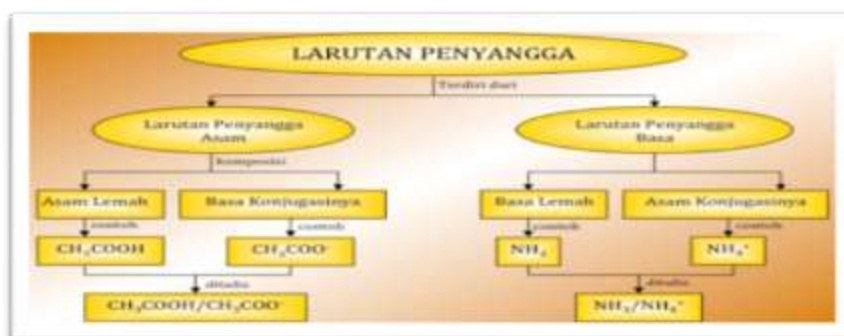 LARUTAN PENYANGGA
Terdiri dari
Larutan Penyangga
Asam
Larutan Penyangga
Basa
komposisi
Asam Lemah
Basa Konjugasinya
Basa Lemah
Asam Konjugasinya
contoh
contoh
contoh
contoh
CH₃COOH
CH₃COO⁻
NH₃
NH₄⁺
ditulis
ditulis
CH₃COOH/CH₃COO⁻
NH₃/NH₄⁺